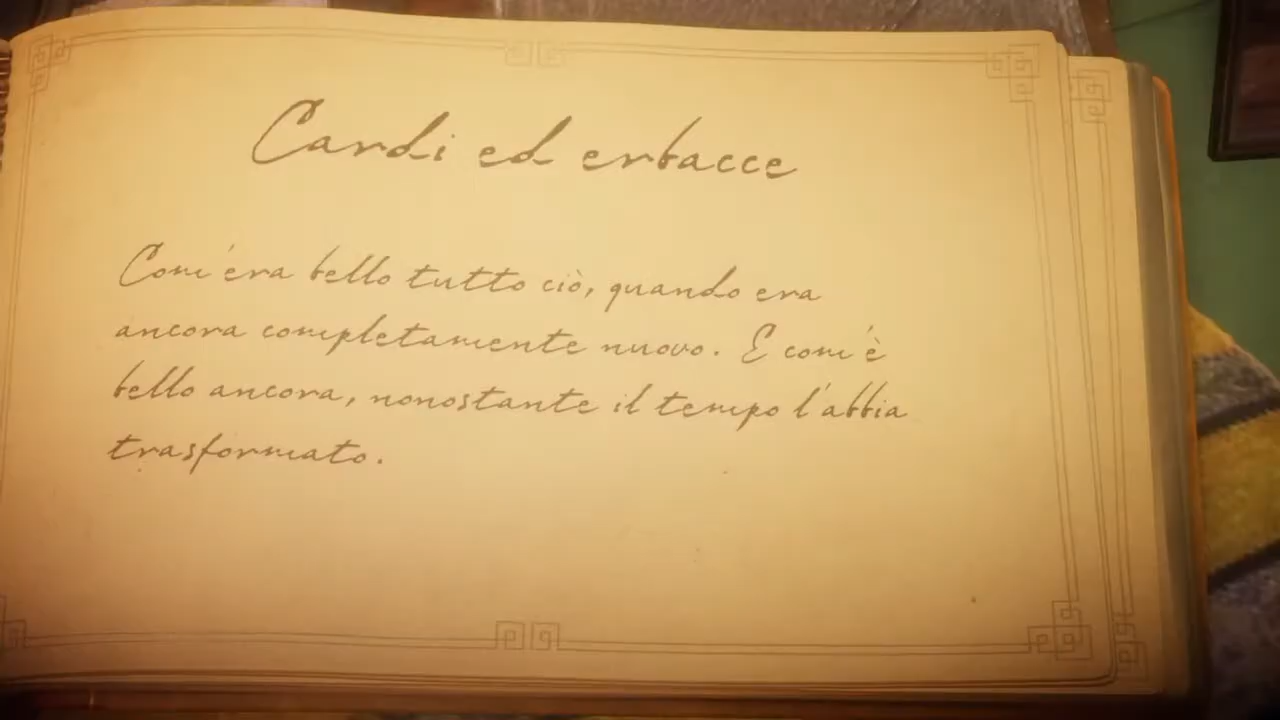 Cardi ed erbacce
Com'era bello tutto ciò, quando era
ancora completamente nuovo. E com'è
bello ancora, nonostante il tempo l'abbia
trasformato.